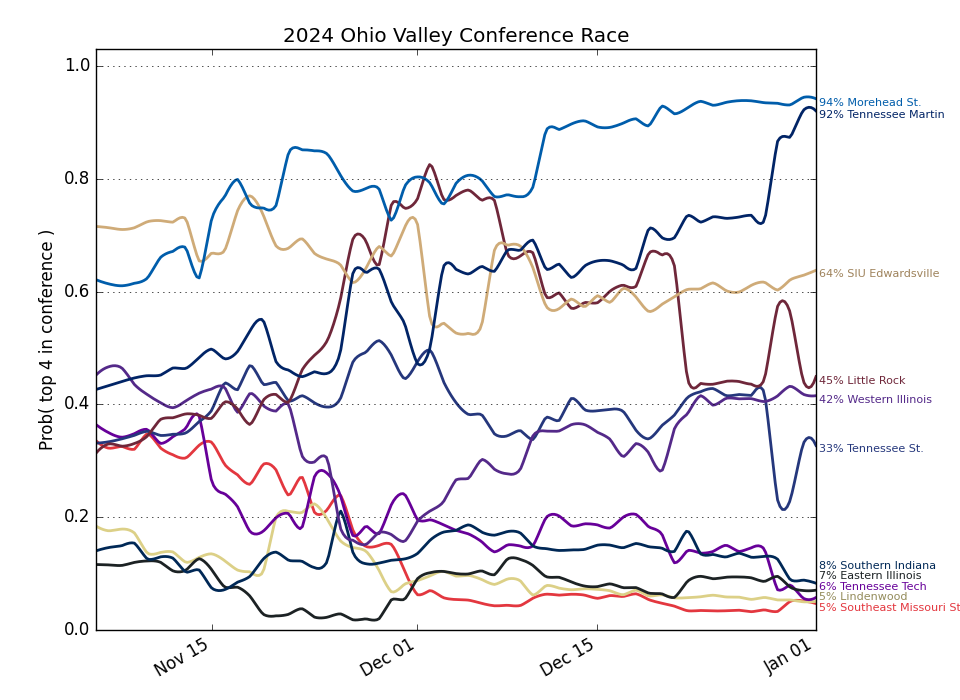 2024 Ohio Valley Conference Race
Prob( top 4 in conference )
1.0
0.8
0.6
0.4
0.2
0.0
Nov 15
Dec 01
Dec 15
Jan 01
94% Morehead St.
92% Tennessee Martin
64% SIU Edwardsville
45% Little Rock
42% Western Illinois
33% Tennessee St.
8% Southern Indiana
7% Eastern Illinois
6% Tennessee Tech
5% Lindenwood
5% Southeast Missouri St